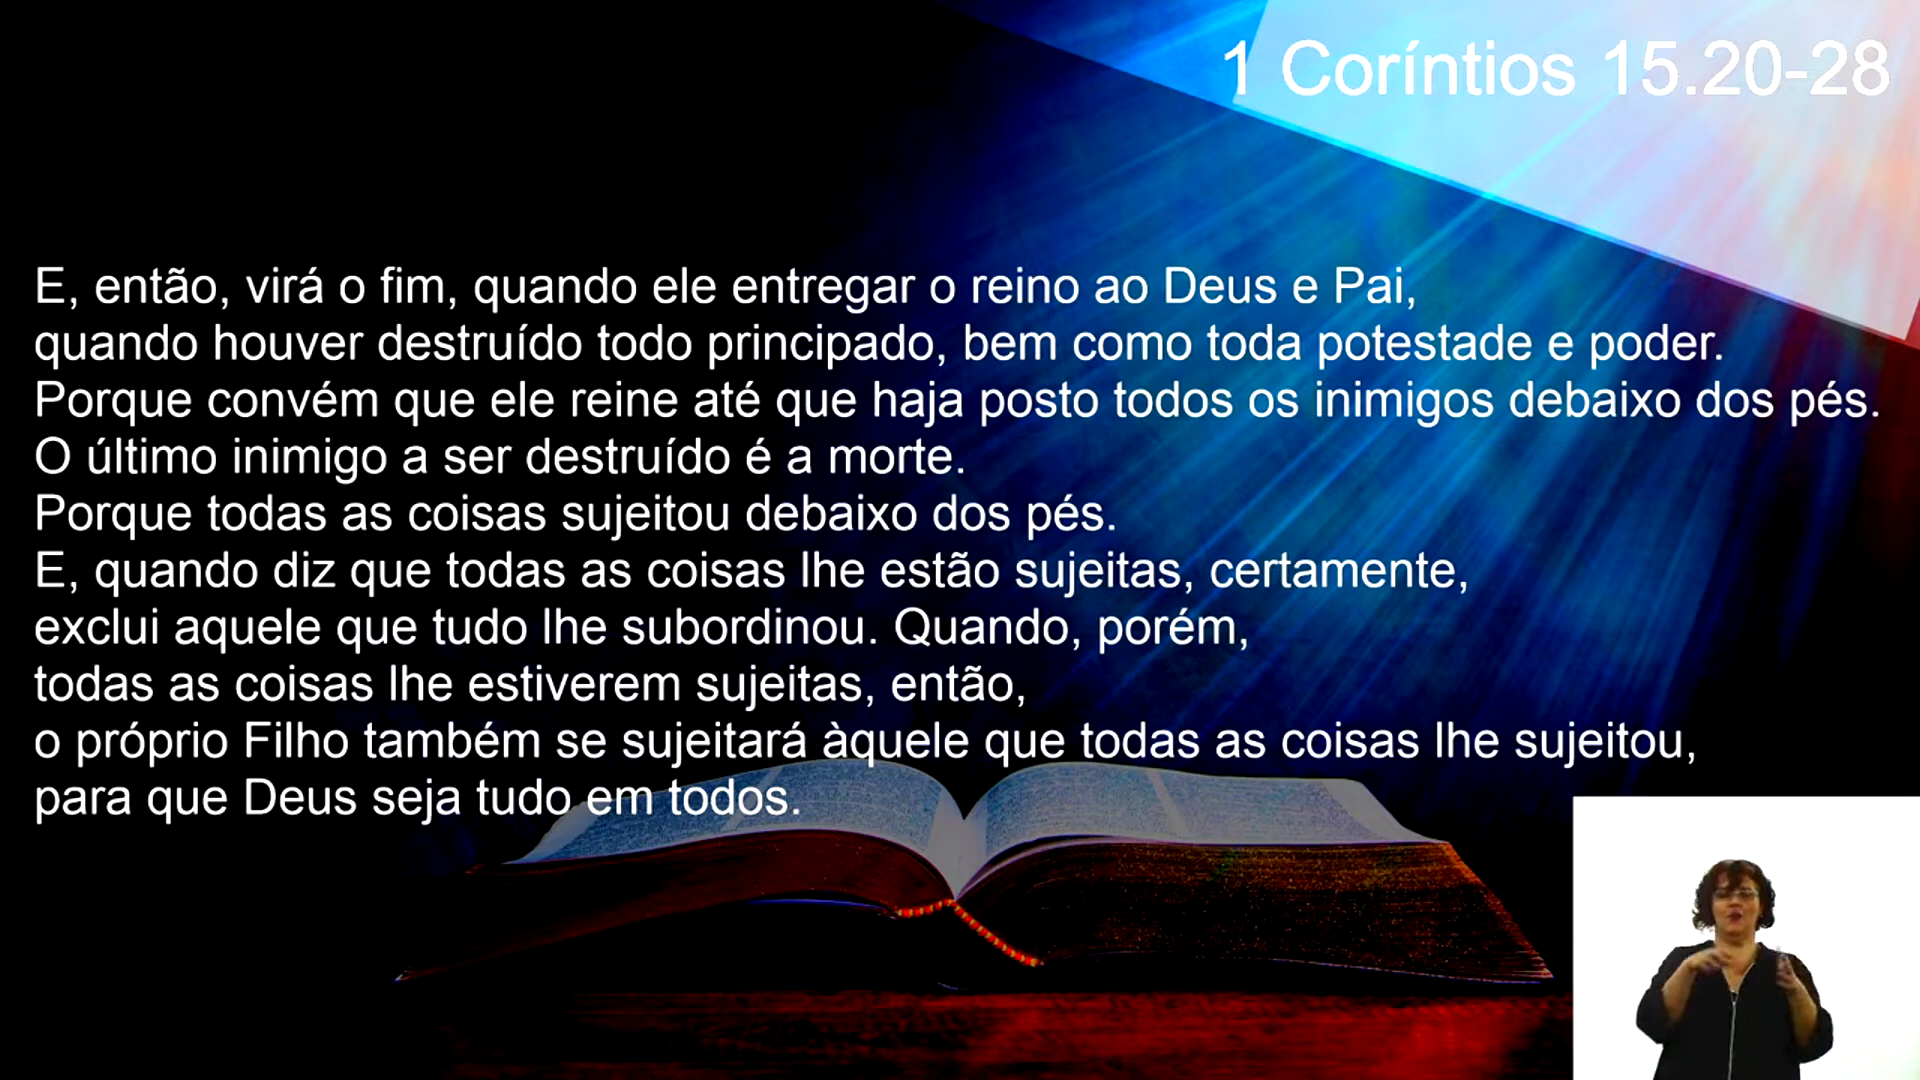 1 Coríntios 15.20-28
E, então, virá o fim, quando ele entregar o reino ao Deus e Pai,
quando houver destruído todo principado, bem como toda potestade e poder.
Porque convém que ele reine até que haja posto todos os inimigos debaixo dos pés.
O último inimigo a ser destruído é a morte.
Porque todas as coisas sujeitou debaixo dos pés.
E, quando diz que todas as coisas lhe estão sujeitas, certamente,
exclui aquele que tudo lhe subordinou. Quando, porém,
todas as coisas lhe estiverem sujeitas, então,
o próprio Filho também se sujeitará àquele que todas as coisas lhe sujeitou,
para que Deus seja tudo em todos.